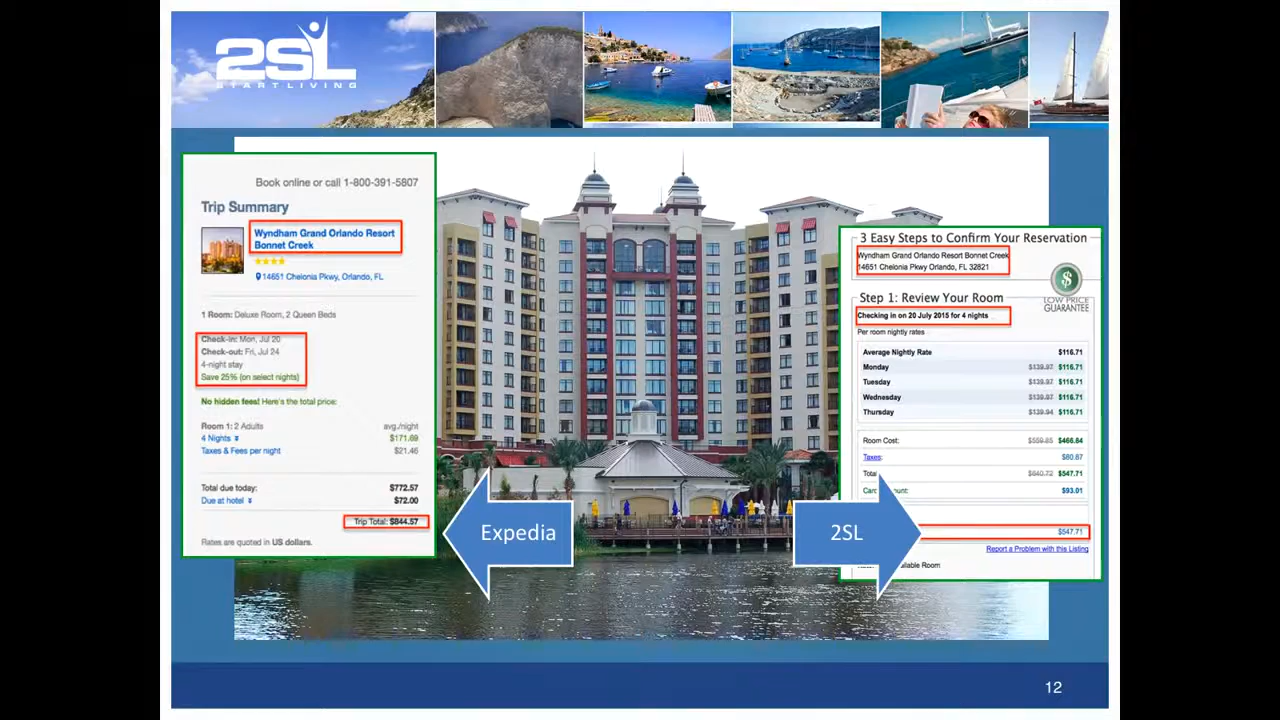 2SL
STARTLIVING
Book online or call 1-800-391-5807
Trip Summary
Wyndham Grand Orlando Resort
Bonnet Creek
14651 Chelonia Pkwy, Orlando, FL
1 Room: Deluxe Room, 2 Queen Beds
Check-in: Mon, Jul 20
Check-out: Fri, Jul 24
4-night stay
Save 25% (on select nights)
No hidden fees! Here's the total price:
Room 1: 2 Adults avg./night
4 Nights $171.69
Taxes & Fees per night $21.46
Total due today: $772.57
Due at hotel $72.00
Trip Total: $844.57
Rates are quoted in US dollars.
Expedia
2SL
3 Easy Steps to Confirm Your Reservation
Wyndham Grand Orlando Resort Bonnet Creek
14651 Chelonia Pkwy Orlando, FL 32821
$
LOW PRICE
GUARANTEE
Step 1: Review Your Room
Checking in on 20 July 2015 for 4 nights
Per room nightly rates
Average Nightly Rate $116.71
Monday $139.97 $116.71
Tuesday $139.97 $116.71
Wednesday $139.97 $116.71
Thursday $139.94 $116.71
Room Cost: $559.85 $466.84
Taxes: $80.87
Total $640.72 $547.71
$93.01
$547.71
Report a Problem with this Listing
Room
12